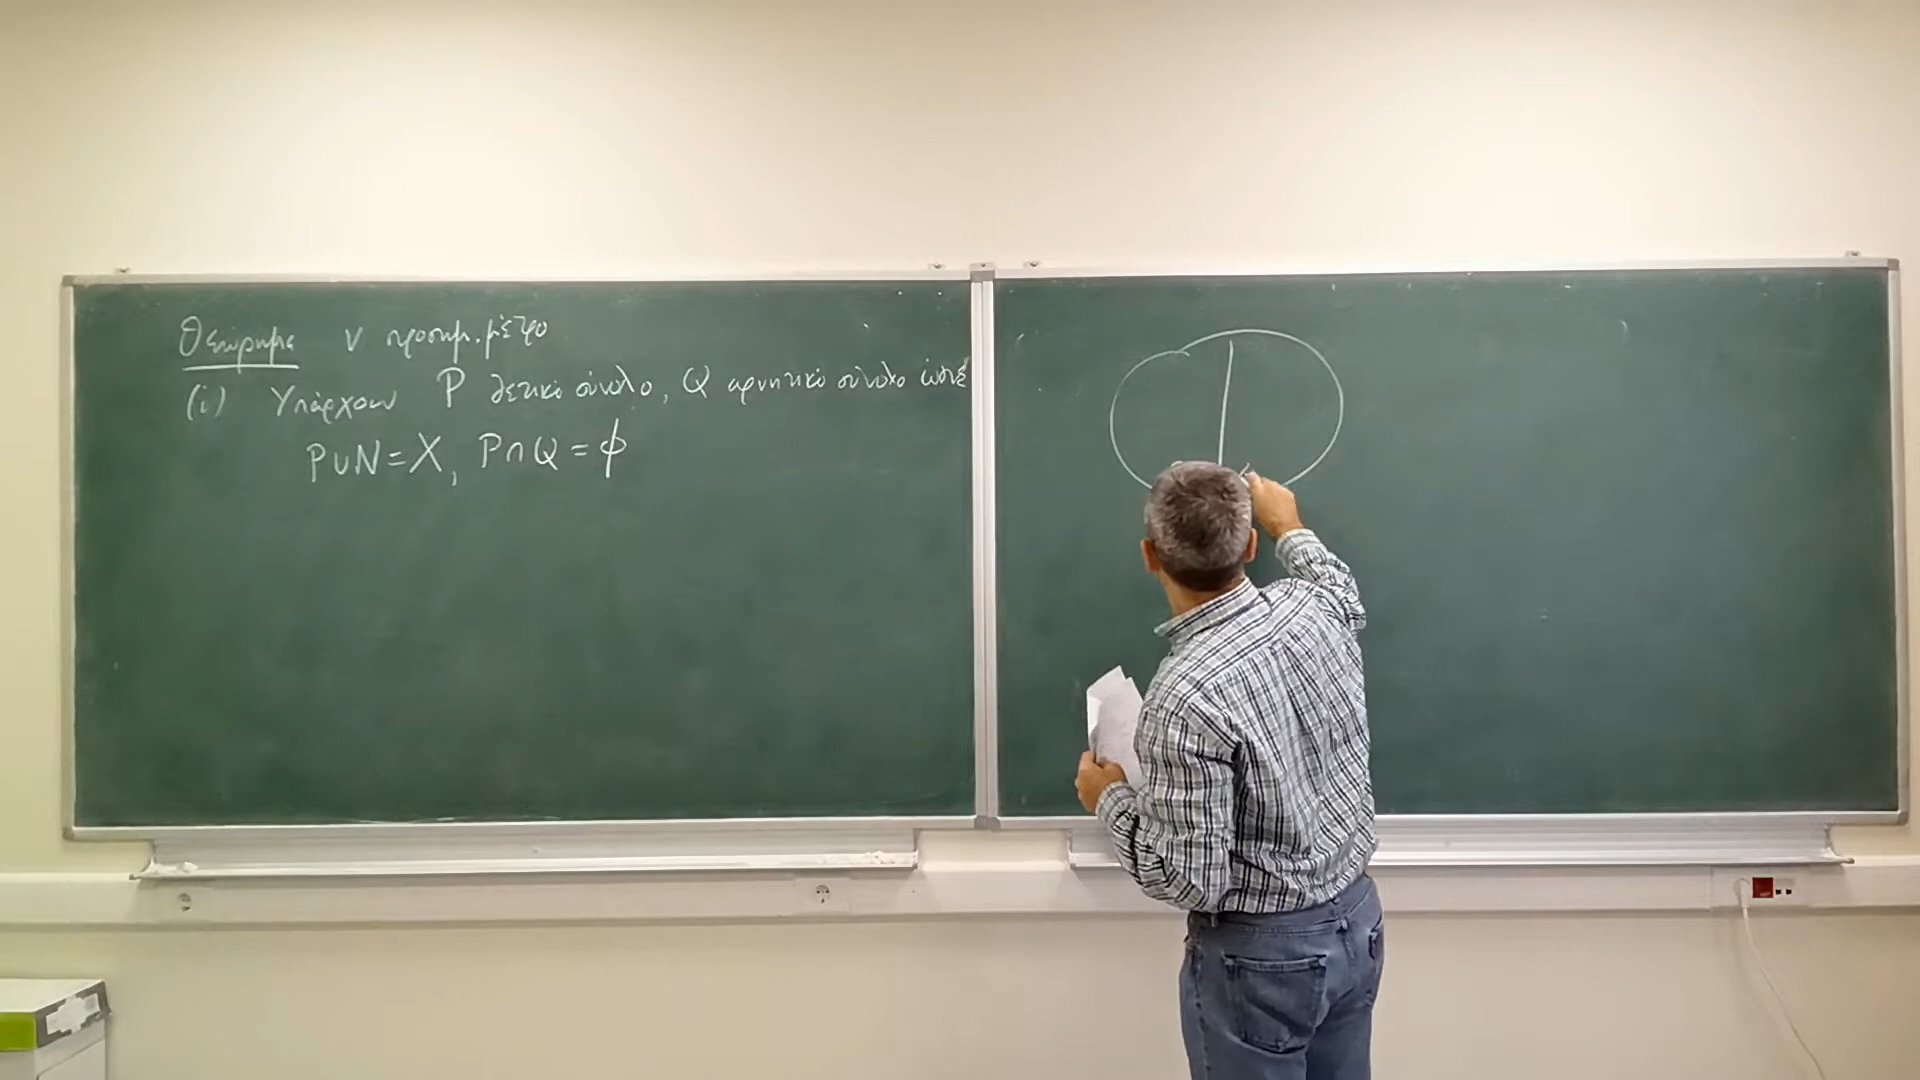 Θεώρημα ν προσημ. μέτρο
(i) Υπάρχουν P θετικό σύνολο, Q αρνητικό σύνολο ώστε
P∪N=X, P∩Q=∅